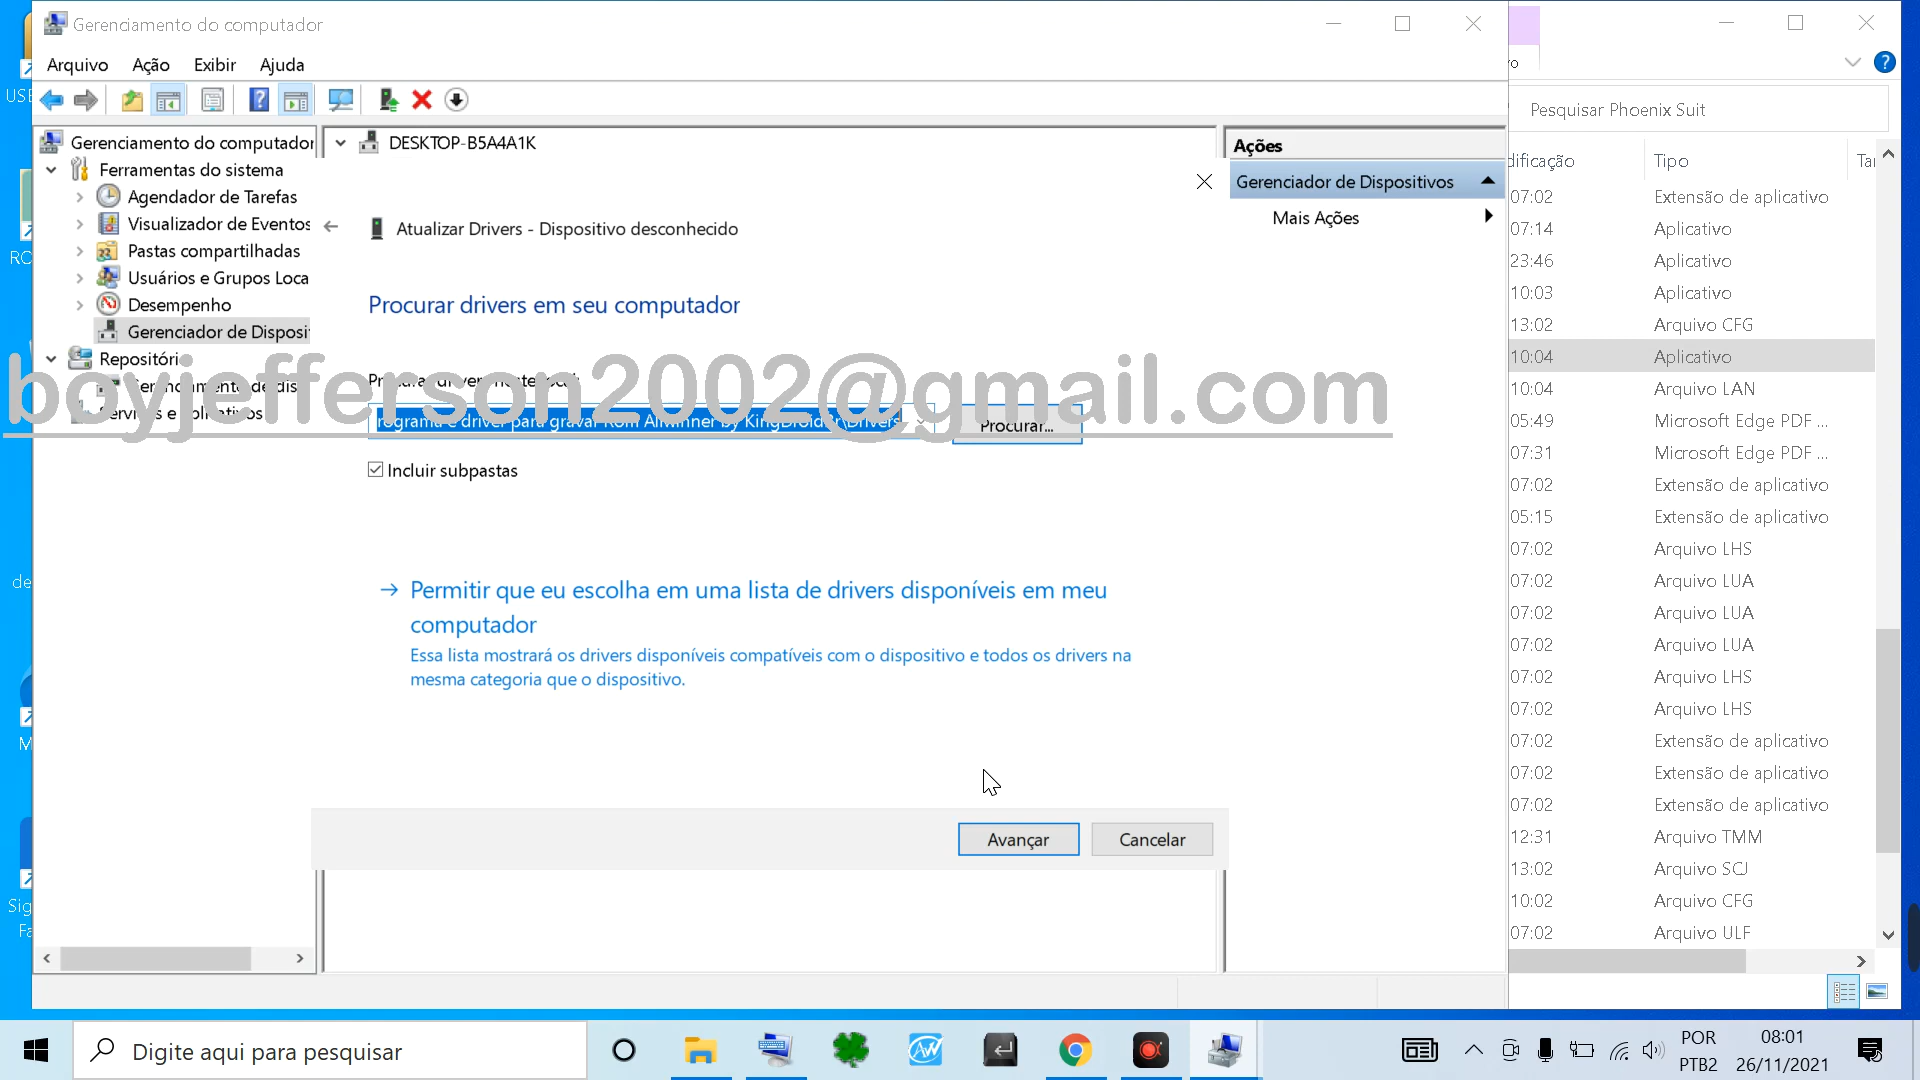 Gerenciamento do computador
Arquivo Ação Exibir Ajuda
Gerenciamento do computador
Ferramentas do sistema
Agendador de Tarefas
Visualizador de Eventos
Pastas compartilhadas
Usuários e Grupos Loca
Desempenho
Gerenciador de Disposit
DESKTOP-B5A4A1K
Atualizar Drivers - Dispositivo desconhecido
Procurar drivers em seu computador
boyjefferson2002@gmail.com
Procurar...
Incluir subpastas
Permitir que eu escolha em uma lista de drivers disponíveis em meu
computador
Essa lista mostrará os drivers disponíveis compatíveis com o dispositivo e todos os drivers na
mesma categoria que o dispositivo.
Avançar Cancelar
Ações
Gerenciador de Dispositivos
Mais Ações
Pesquisar Phoenix Suit
dificação Tipo Tar
07:02 Extensão de aplicativo
07:14 Aplicativo
23:46 Aplicativo
10:03 Aplicativo
13:02 Arquivo CFG
10:04 Aplicativo
10:04 Arquivo LAN
05:49 Microsoft Edge PDF ...
07:31 Microsoft Edge PDF ...
07:02 Extensão de aplicativo
05:15 Extensão de aplicativo
07:02 Arquivo LHS
07:02 Arquivo LUA
07:02 Arquivo LUA
07:02 Arquivo LUA
07:02 Arquivo LHS
07:02 Arquivo LHS
07:02 Extensão de aplicativo
07:02 Extensão de aplicativo
07:02 Extensão de aplicativo
12:31 Arquivo TMM
13:02 Arquivo SCJ
10:02 Arquivo CFG
07:02 Arquivo ULF
Digite aqui para pesquisar
POR
PTB2
08:01
26/11/2021